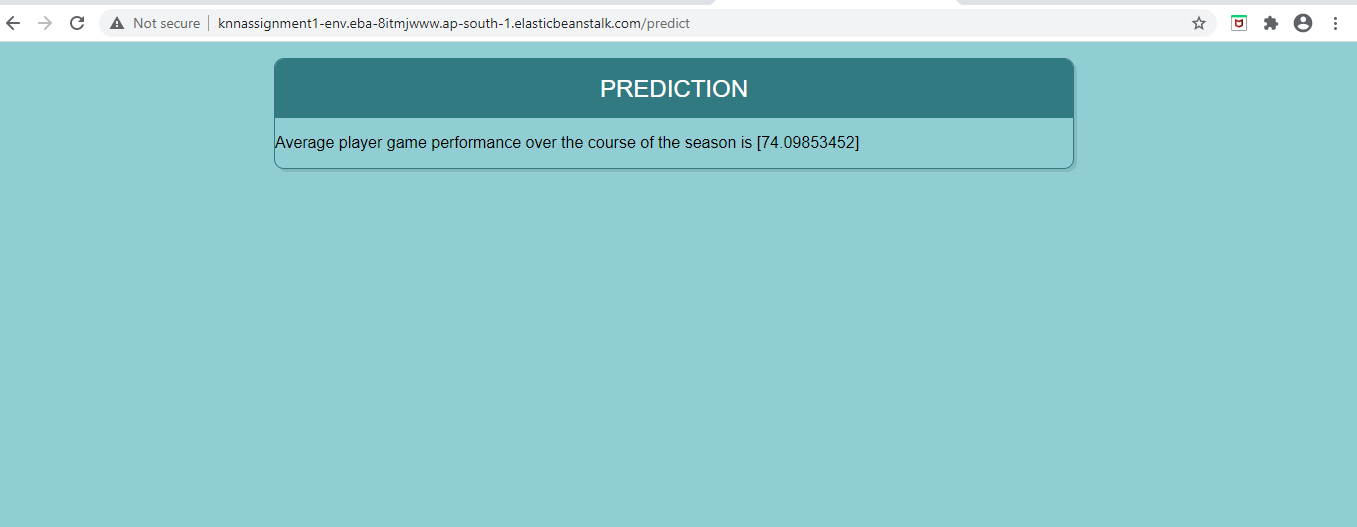 Not secure knnassignment1-env.eba-8itmjwww.ap-south-1.elasticbeanstalk.com/predict
PREDICTION
Average player game performance over the course of the season is [74.09853452]